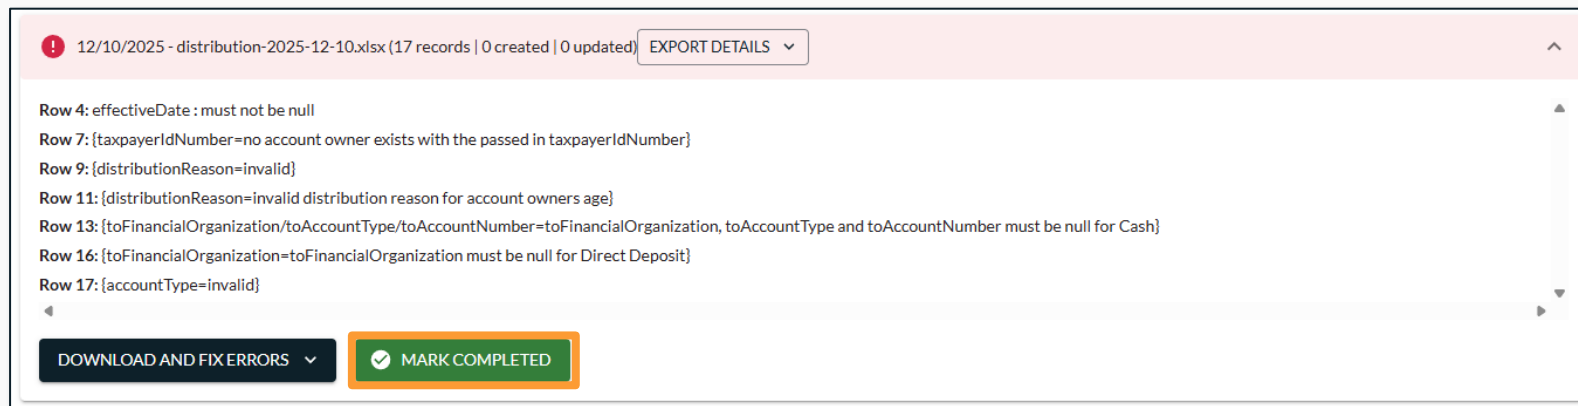 12/10/2025 - distribution-2025-12-10.xlsx (17 records | 0 created | 0 updated) EXPORT DETAILS
Row 4: effectiveDate : must not be null
Row 7: {taxpayerIdNumber=no account owner exists with the passed in taxpayerIdNumber}
Row 9: {distributionReason=invalid}
Row 11: {distributionReason=invalid distribution reason for account owners age}
Row 13: {toFinancialOrganization/toAccountType/toAccountNumber=toFinancialOrganization, toAccountType and toAccountNumber must be null for Cash}
Row 16: {toFinancialOrganization=toFinancialOrganization must be null for Direct Deposit}
Row 17: {accountType=invalid}
DOWNLOAD AND FIX ERRORS MARK COMPLETED